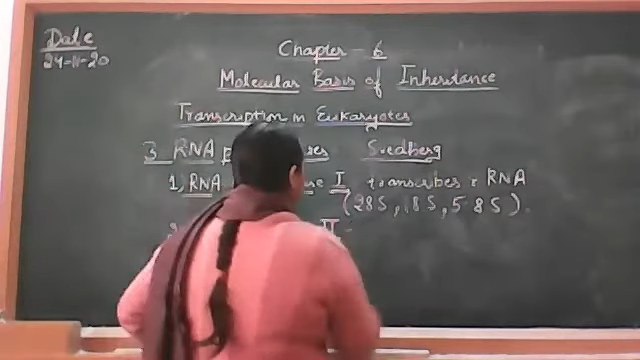 Date
24-11-20
Chapter - 6
Molecular Basis of Inheritance
Transcription in Eukaryotes
3 RNA Svedberg
1, RNA I transcribes r RNA
(28S, 18S, 5.8S).
II